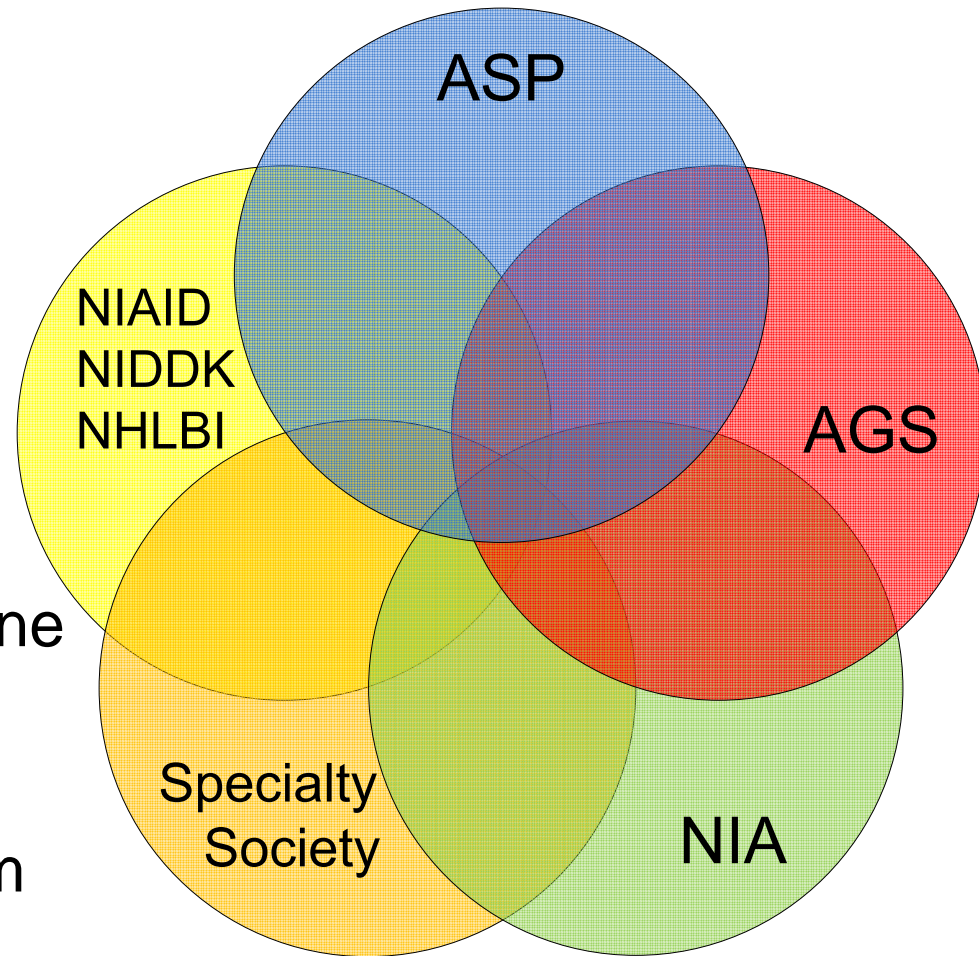 ASP
NIAID
NIDDK
NHLBI
AGS
ne
Specialty
Society
NIA
m